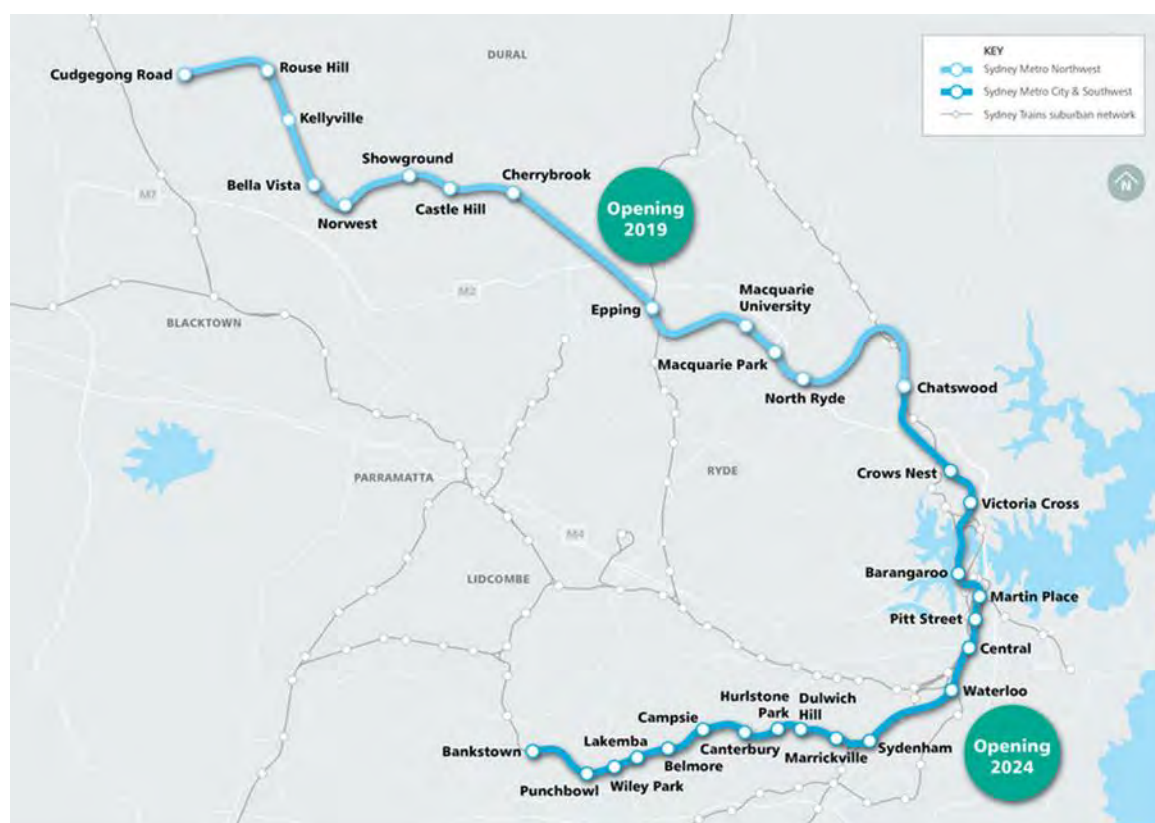 DURAL
KEY
Sydney Metro Northwest
Sydney Metro City & Southwest
Sydney Trains suburban network
N
Cudgegong Road
Rouse Hill
Kellyville
Showground
Bella Vista
M7
Norwest
Castle Hill
Cherrybrook
Opening
2019
M2
Epping
Macquarie
University
BLACKTOWN
Macquarie Park
North Ryde
Chatswood
PARRAMATTA
RYDE
Crows Nest
Victoria Cross
M4
LIDCOMBE
Barangaroo
Martin Place
Pitt Street
Central
Waterloo
Hurlstone
Park
Dulwich
Hill
Campsie
Lakemba
Bankstown
Canterbury
Sydenham
Belmore
Marrickville
Wiley Park
Punchbowl
Opening
2024